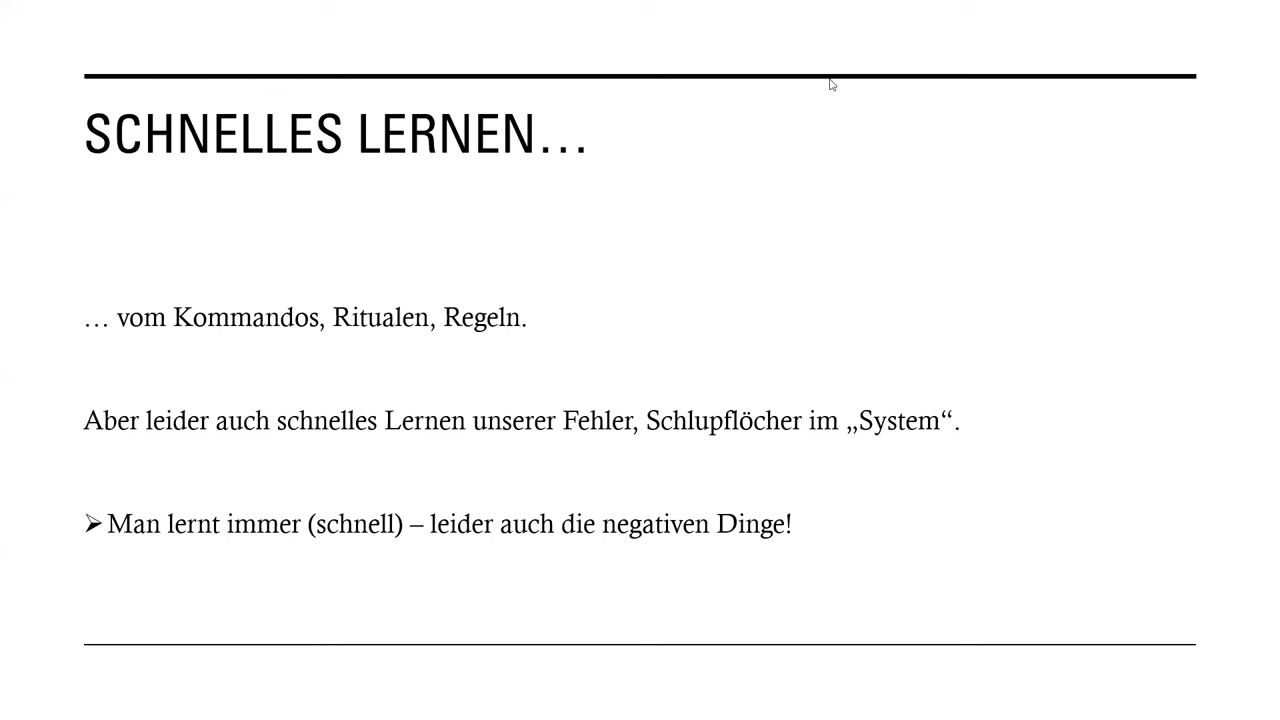 SCHNELLES LERNEN…
… vom Kommandos, Ritualen, Regeln.
Aber leider auch schnelles Lernen unserer Fehler, Schlupflöcher im „System“.
➢ Man lernt immer (schnell) – leider auch die negativen Dinge!